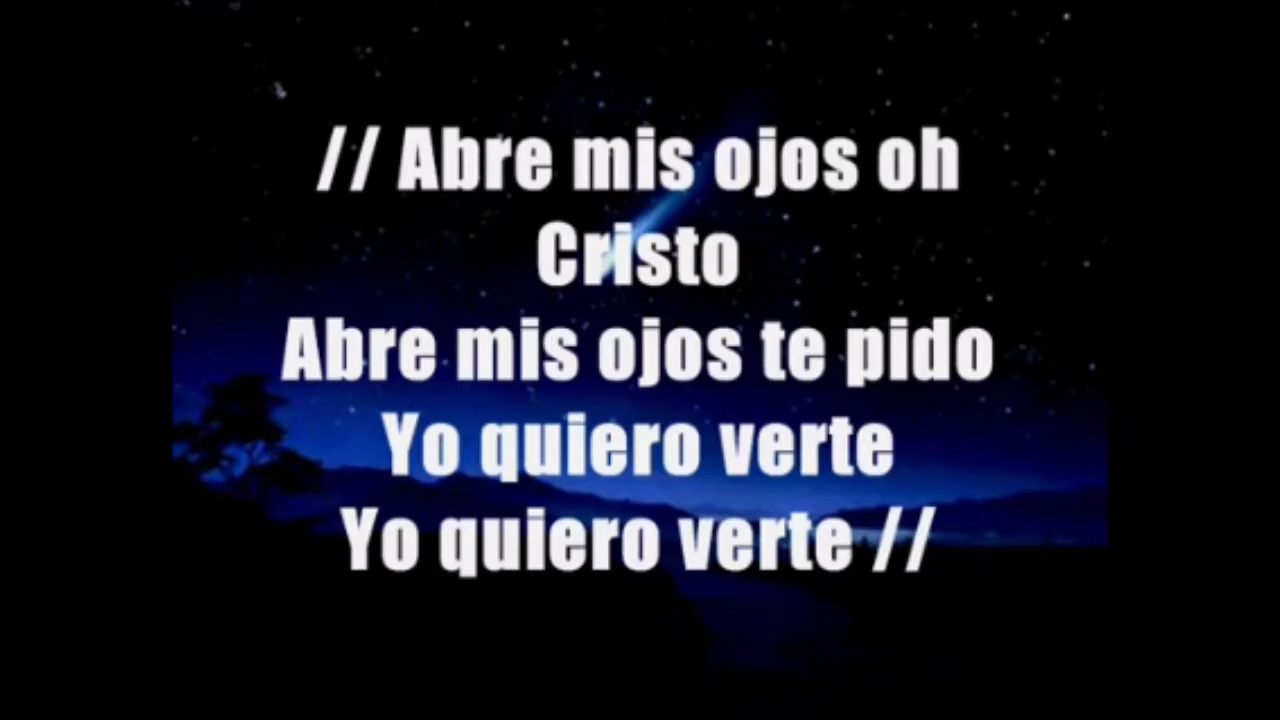 // Abre mis ojos oh
Cristo
Abre mis ojos te pido
Yo quiero verte
Yo quiero verte //